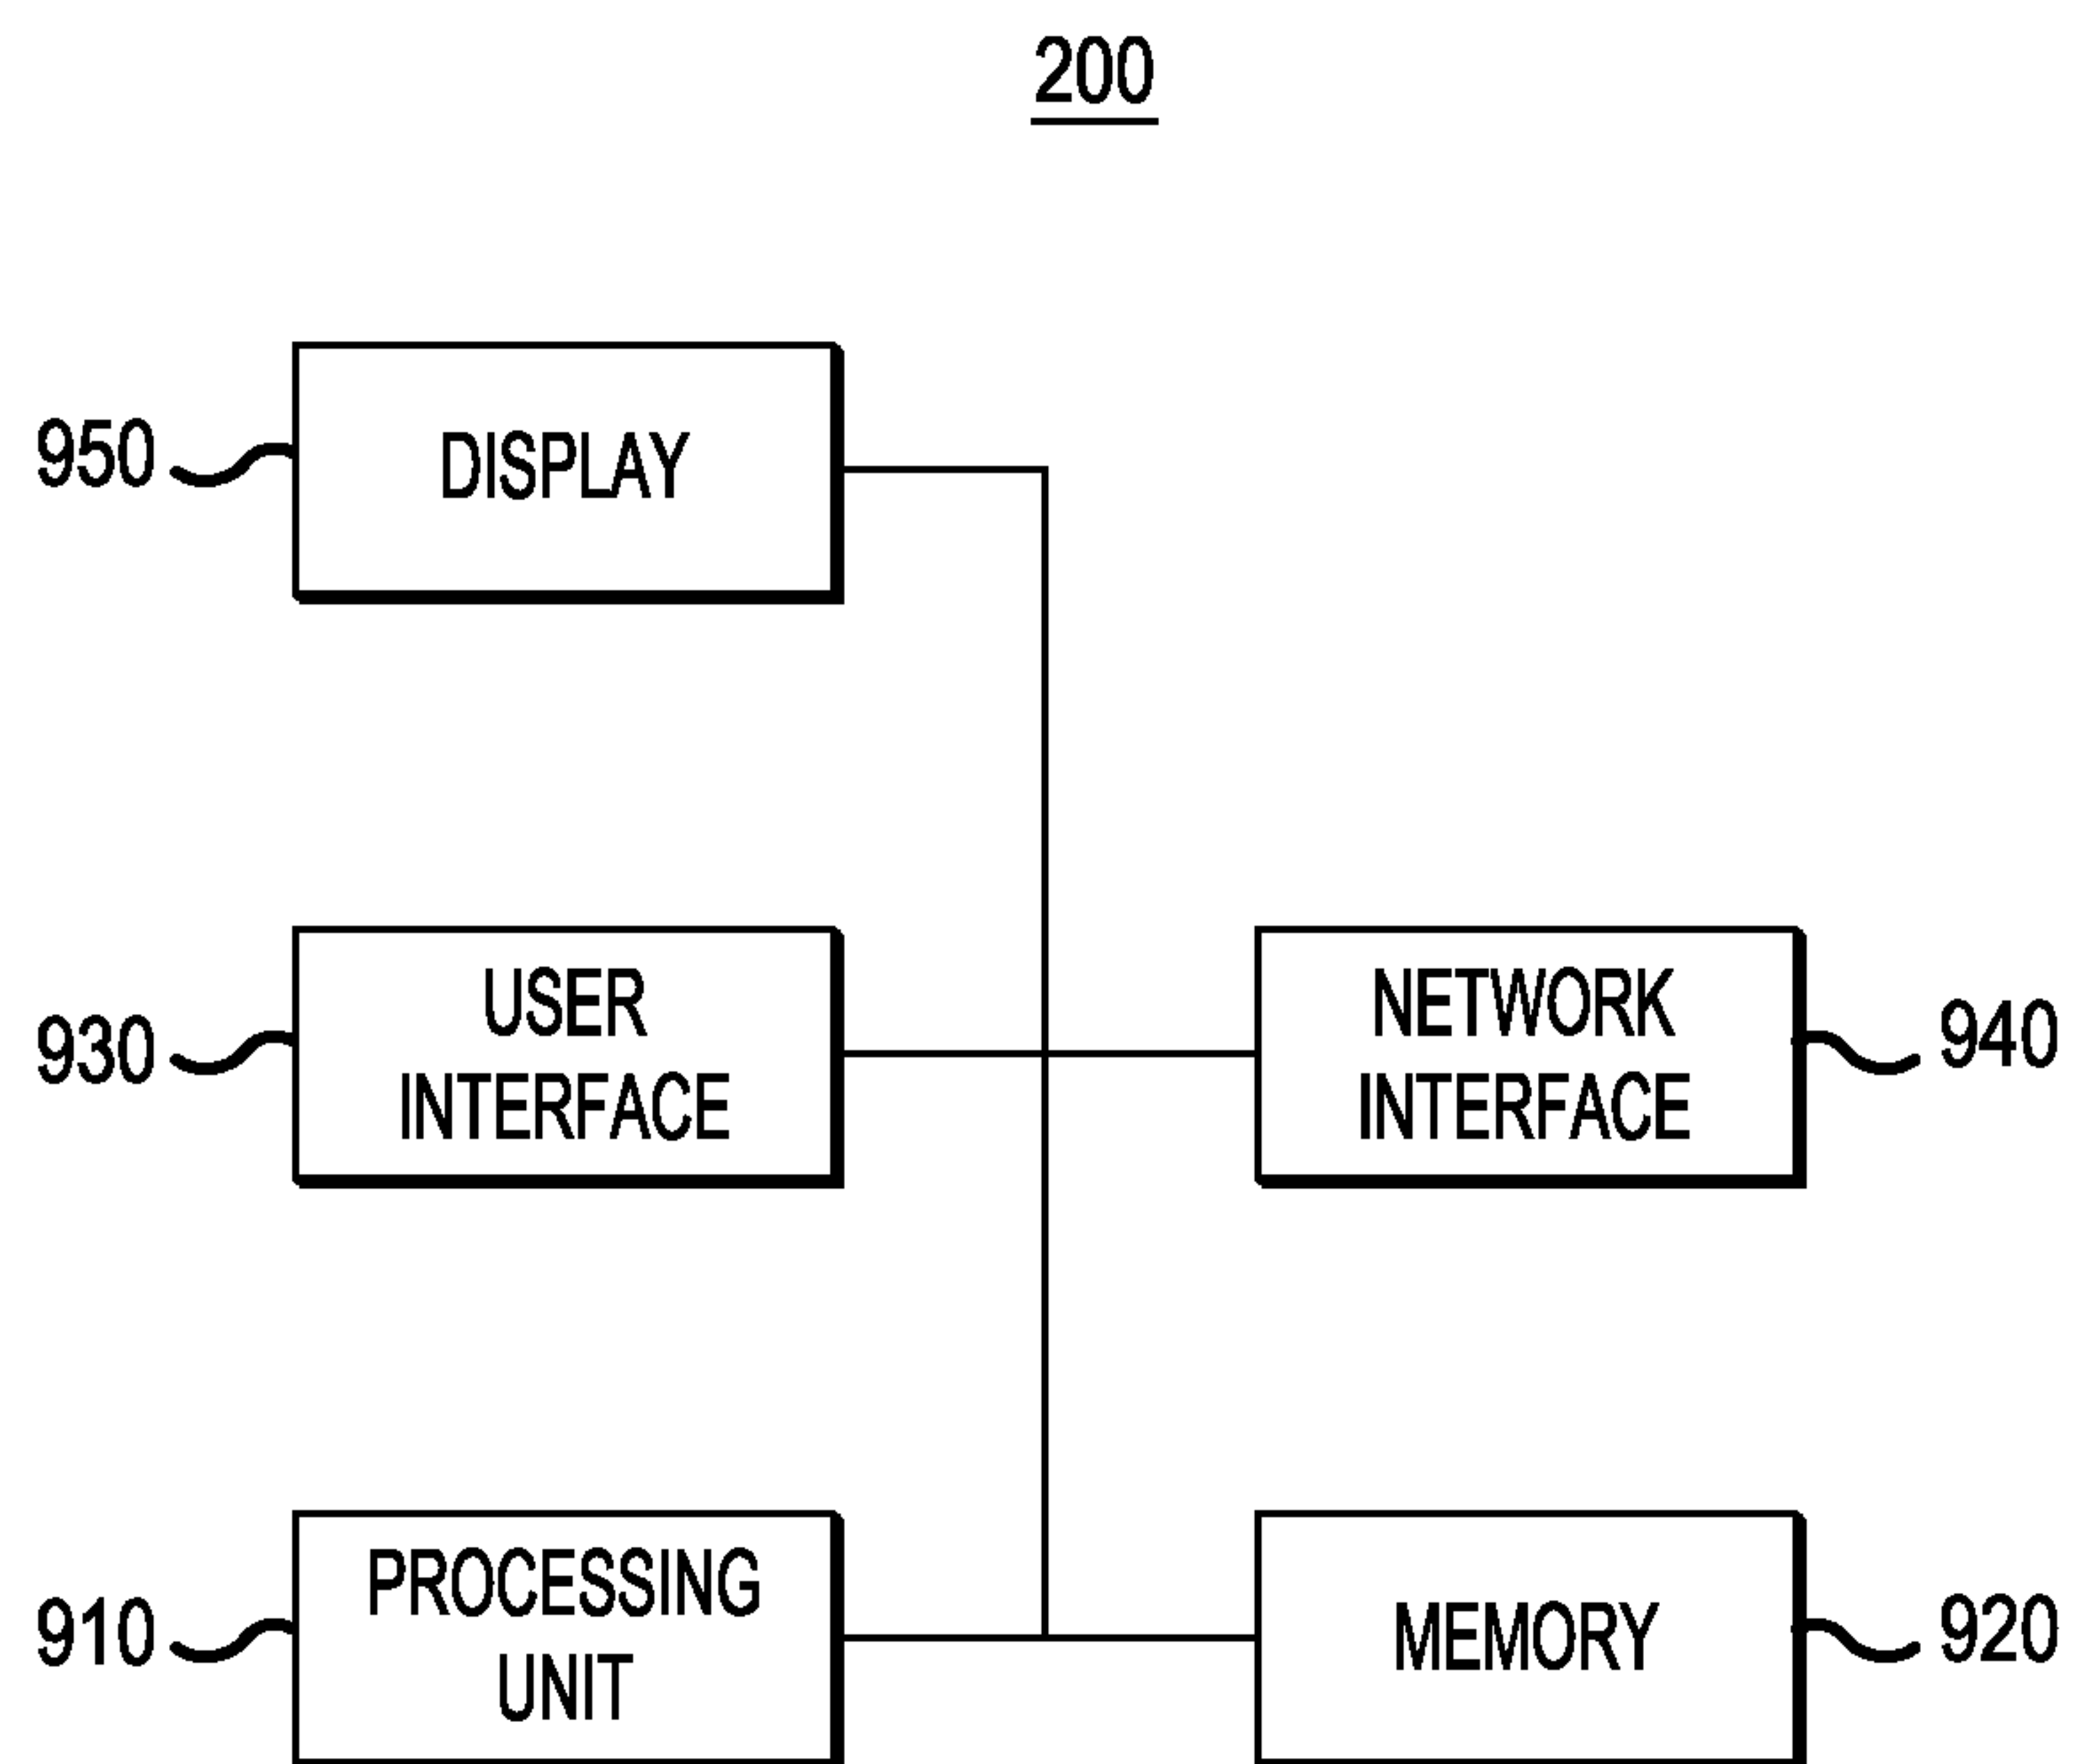 200
950
DISPLAY
930
USER
INTERFACE
NETWORK
INTERFACE
940
910
PROCESSING
UNIT
MEMORY
920